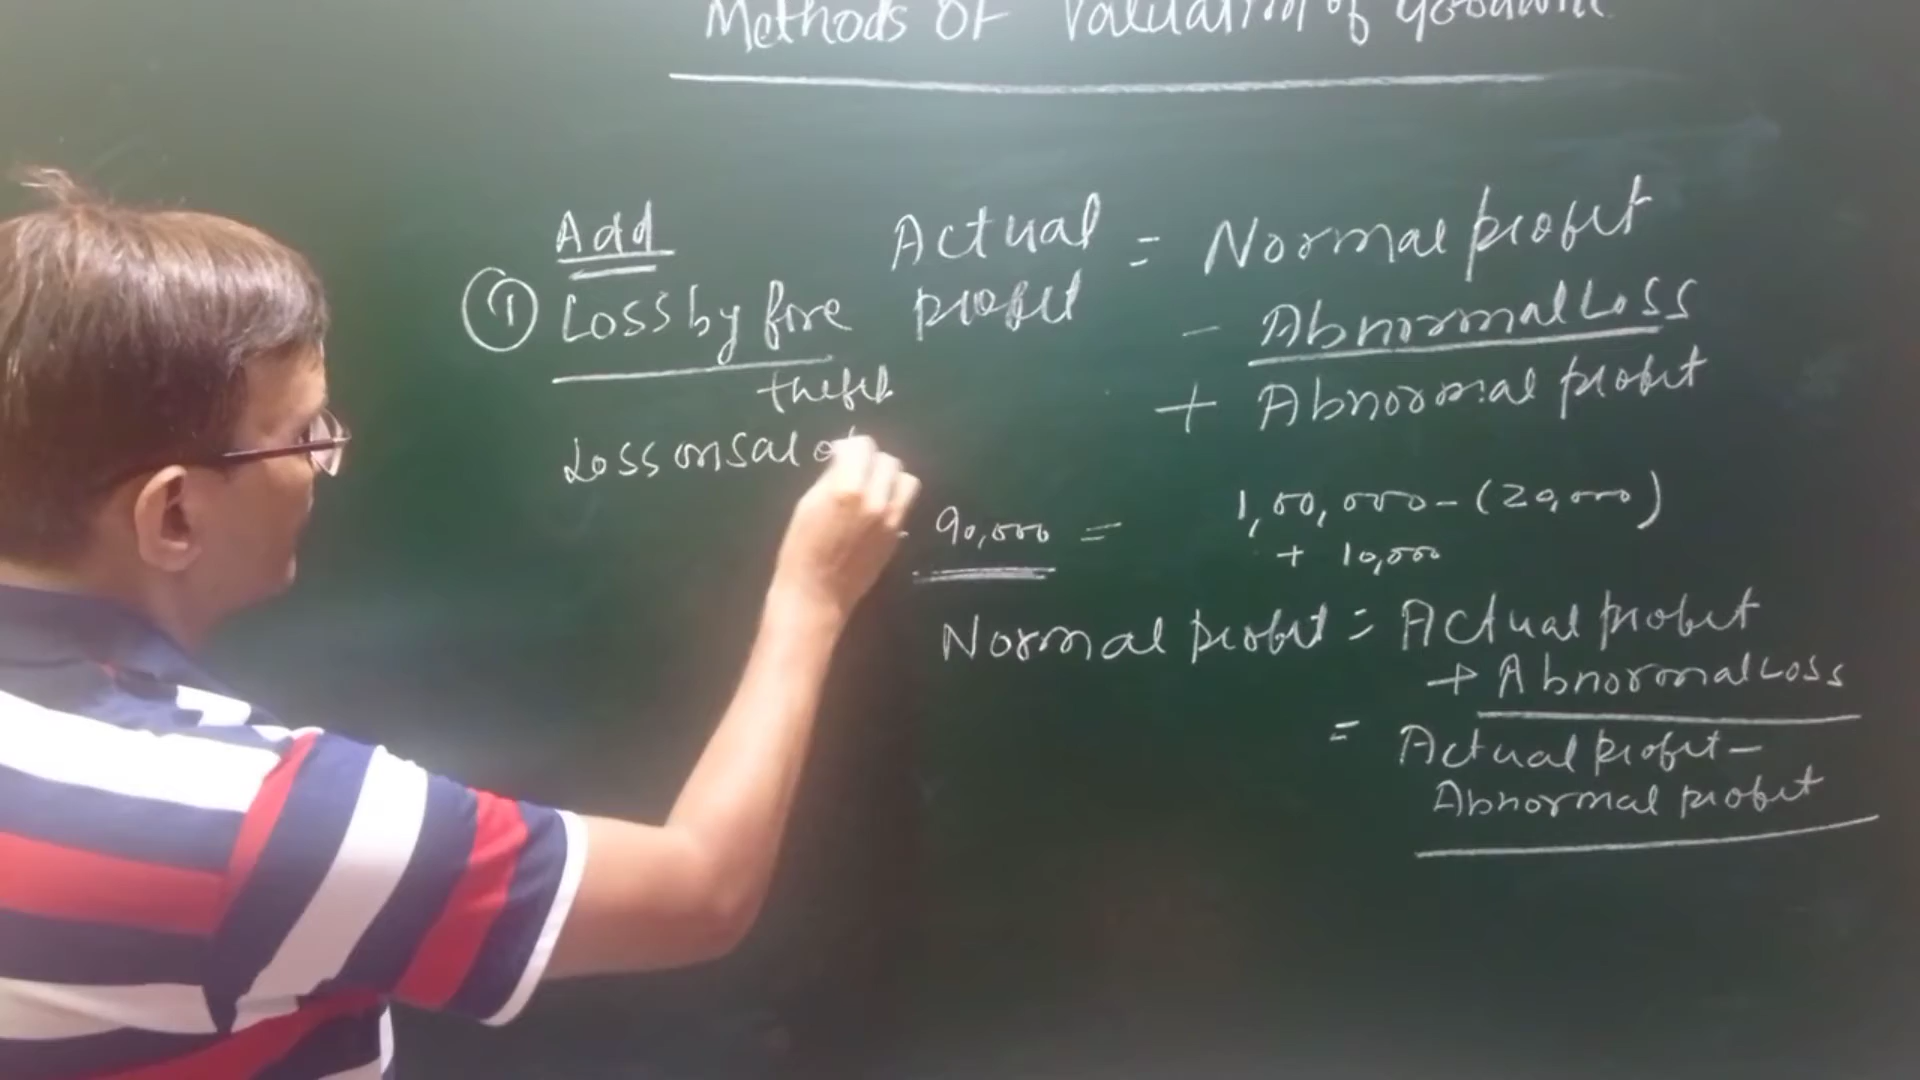 Methods of Valuation of Goodwill
Add
① Loss by fire
theft
Loss on Sal of
Actual
profit
= Normal profit
- Abnormal Loss
+ Abnormal profit
90,000 = 1,00,000 - (20,000)
+ 10,000
Normal profit = Actual profit
+ Abnormal Loss
= Actual profit -
Abnormal profit